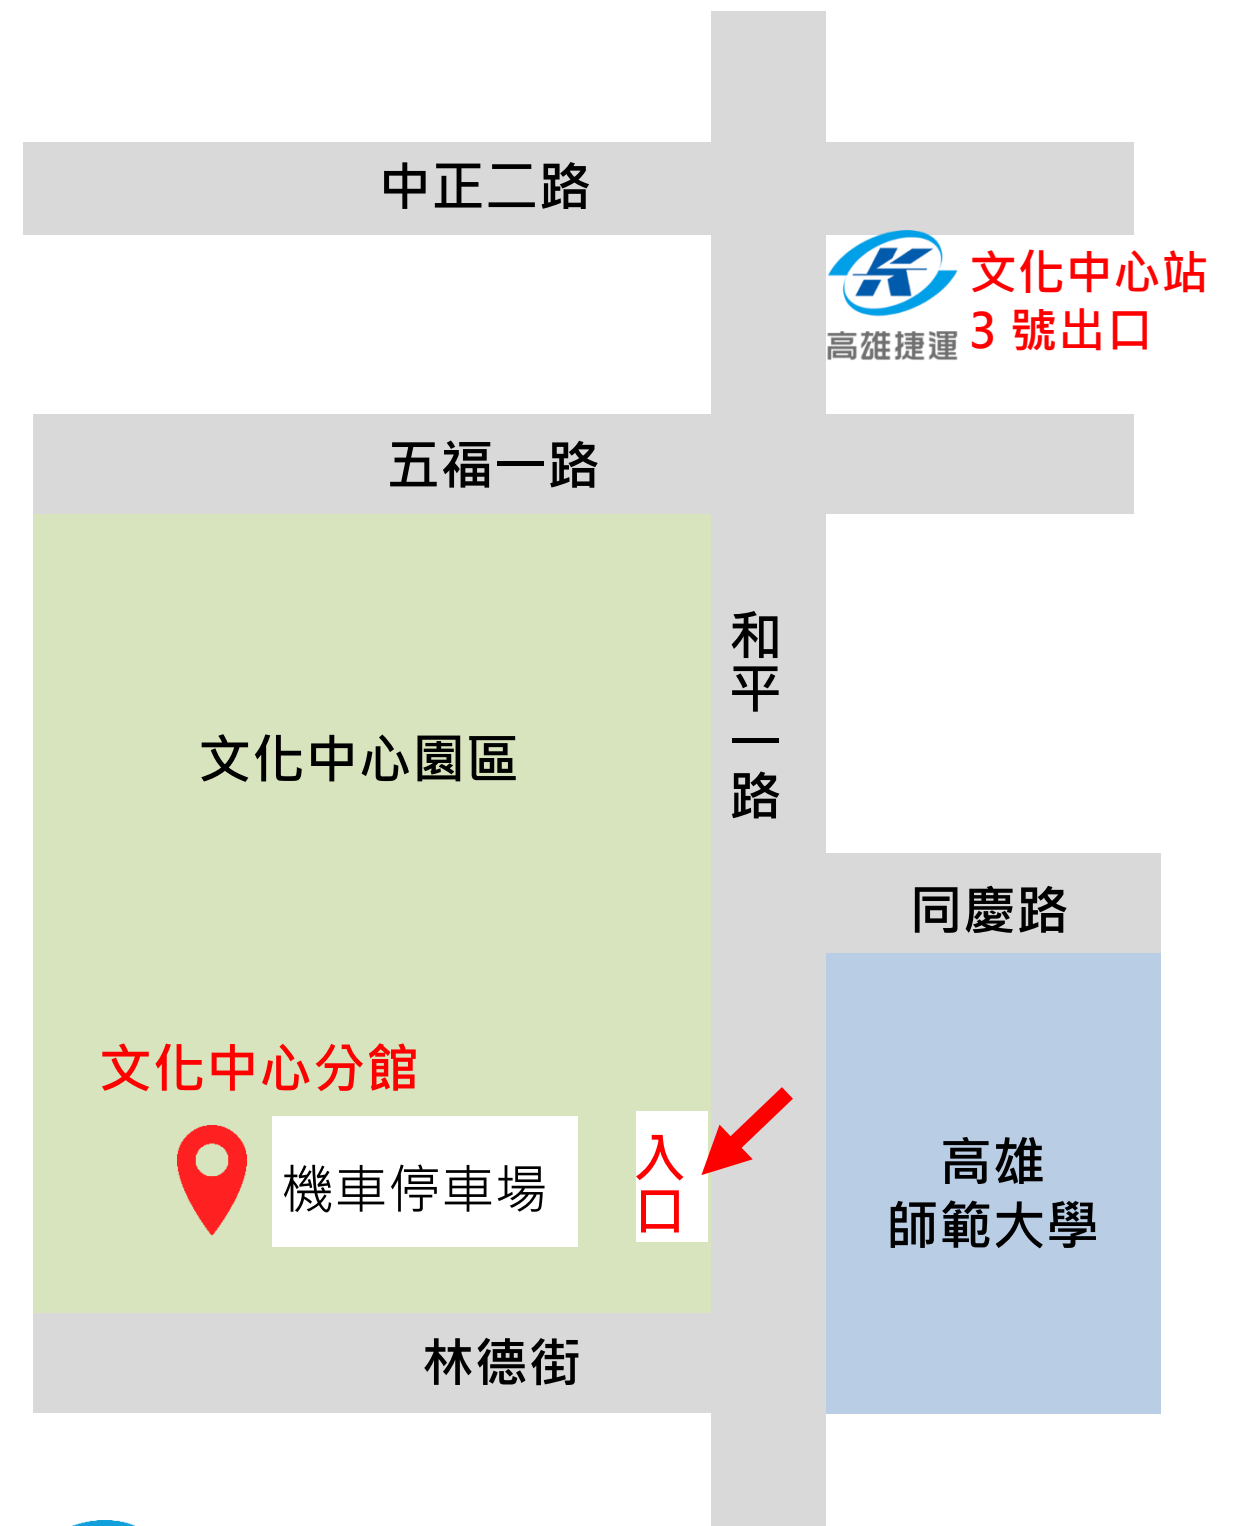 中正二路
文化中心站
3 號出口
高雄捷運
五福一路
和平一路
文化中心園區
同慶路
文化中心分館
機車停車場
入口
高雄
師範大學
林德街